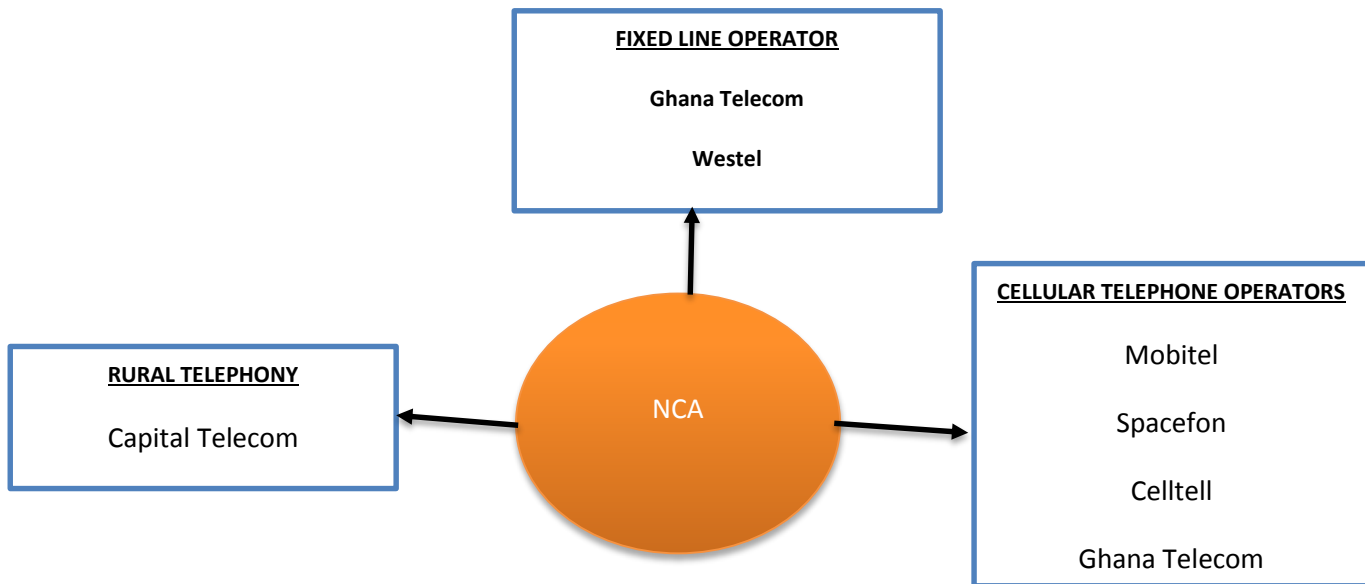 FIXED LINE OPERATOR
Ghana Telecom
Westel
CELLULAR TELEPHONE OPERATORS
Mobitel
Spacefon
Celltell
Ghana Telecom
RURAL TELEPHONY
Capital Telecom
NCA